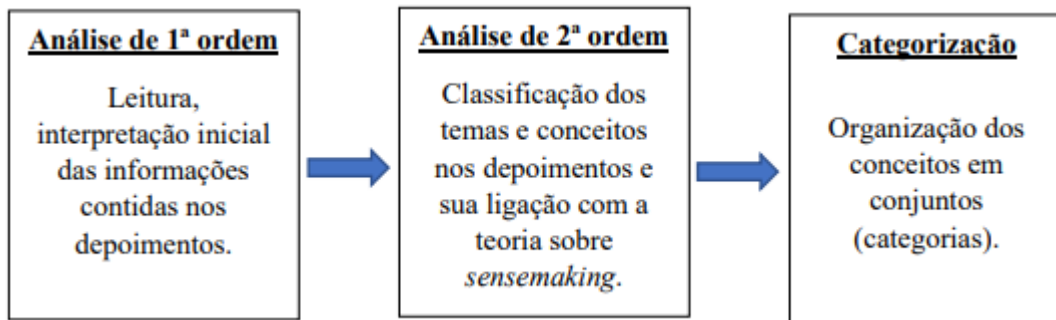 Análise de 1ª ordem
Leitura,
interpretação inicial
das informações
contidas nos
depoimentos.
Análise de 2ª ordem
Classificação dos
temas e conceitos
nos depoimentos e
sua ligação com a
teoria sobre
sensemaking.
Categorização
Organização dos
conceitos em
conjuntos
(categorias).